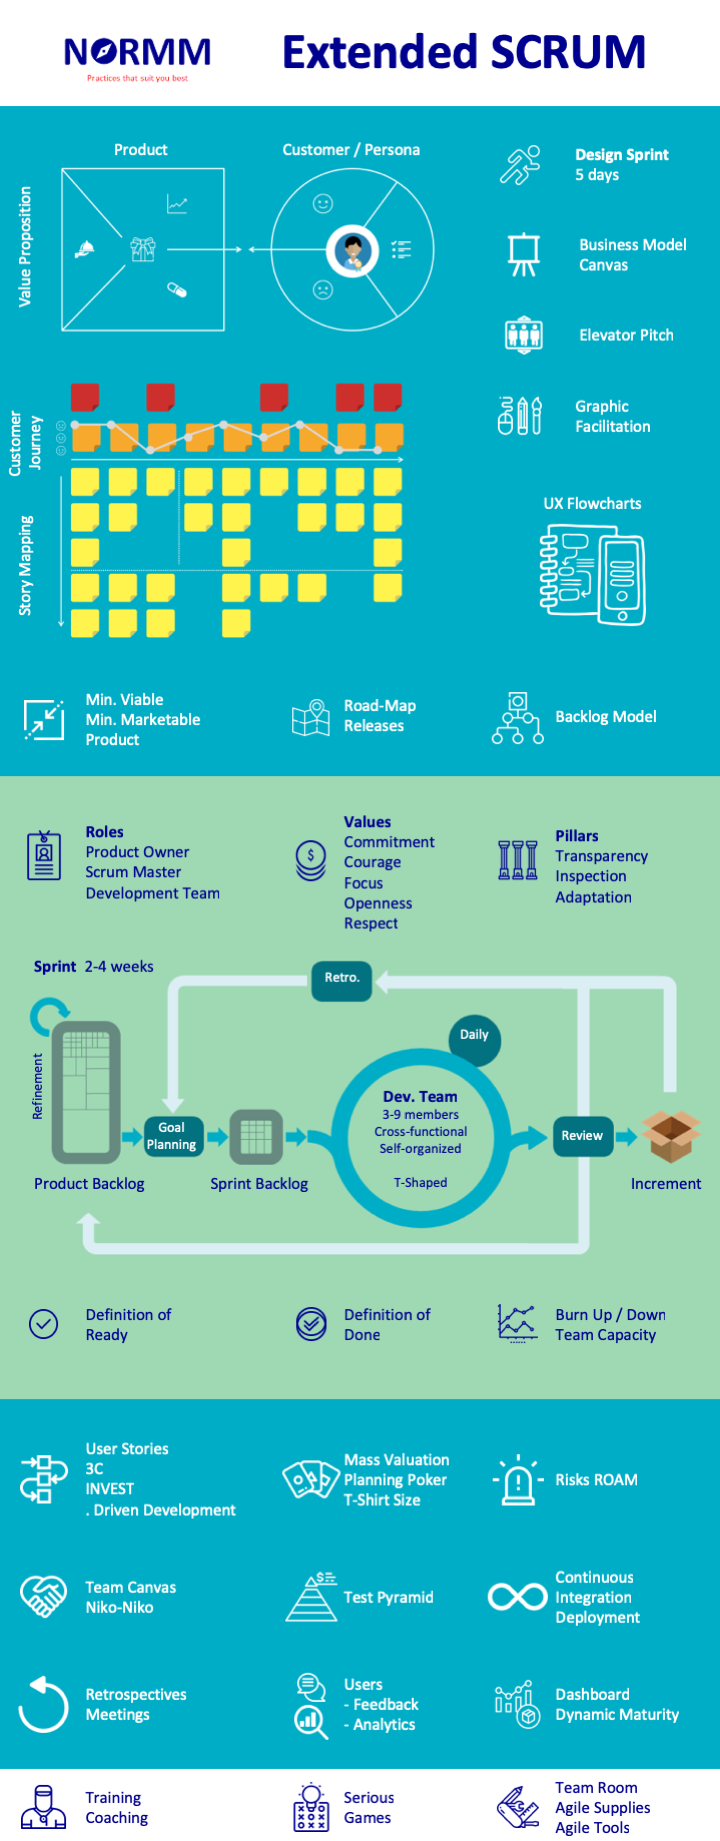 NORMM
Practices that suit you best
Extended SCRUM
Product
Customer / Persona
Value Proposition
Design Sprint
5 days
Business Model
Canvas
Elevator Pitch
Graphic
Facilitation
Customer
Journey
Story Mapping
UX Flowcharts
Min. Viable
Min. Marketable
Product
Road-Map
Releases
Backlog Model
Roles
Product Owner
Scrum Master
Development Team
Values
Commitment
Courage
Focus
Openness
Respect
Pillars
Transparency
Inspection
Adaptation
Sprint 2-4 weeks
Retro.
Daily
Refinement
Goal
Planning
Dev. Team
3-9 members
Cross-functional
Self-organized
T-Shaped
Review
Product Backlog
Sprint Backlog
Increment
Definition of
Ready
Definition of
Done
Burn Up / Down
Team Capacity
User Stories
3C
INVEST
. Driven Development
Mass Valuation
Planning Poker
T-Shirt Size
Risks ROAM
Team Canvas
Niko-Niko
Test Pyramid
Continuous
Integration
Deployment
Retrospectives
Meetings
Users
- Feedback
- Analytics
Dashboard
Dynamic Maturity
Training
Coaching
Serious
Games
Team Room
Agile Supplies
Agile Tools